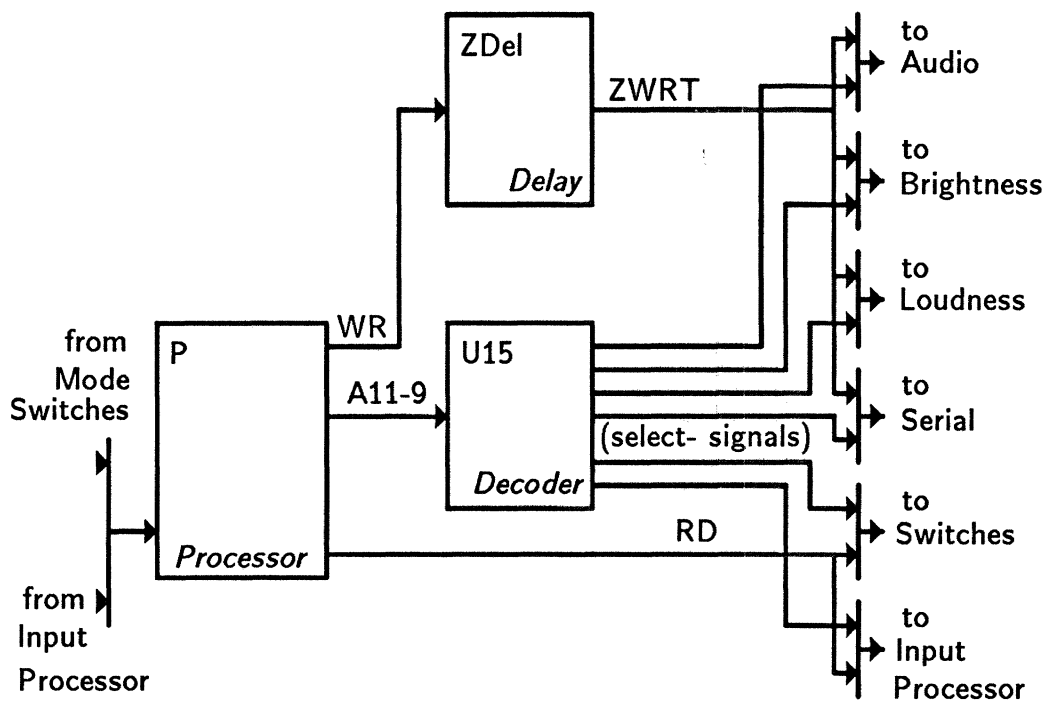 ZDel
Delay
ZWRT
to
Audio
to
Brightness
to
Loudness
to
Serial
to
Switches
to
Input
Processor
from
Mode
Switches
P
Processor
WR
A11-9
U15
Decoder
(select- signals)
RD
from
Input
Processor